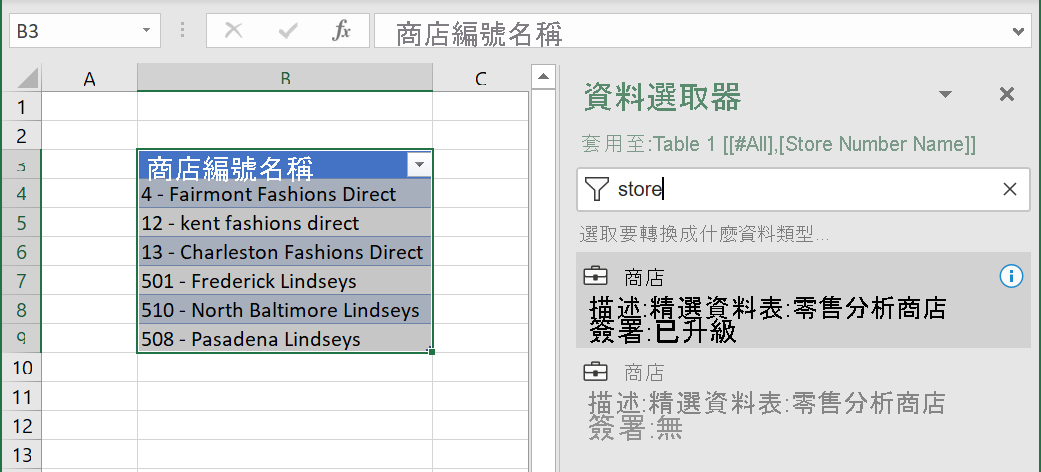 B3
fx
商店編號名稱
A
B
C
資料選取器
1
2
套用至:Table 1 [[#All],[Store Number Name]]
3
商店編號名稱
4
4 - Fairmont Fashions Direct
store
5
12 - kent fashions direct
選取要轉換成什麼資料類型...
6
13 - Charleston Fashions Direct
商店
7
501 - Frederick Lindseys
描述:精選資料表:零售分析商店
8
510 - North Baltimore Lindseys
簽署:已升級
9
508 - Pasadena Lindseys
10
商店
11
描述:精選資料表:零售分析商店
12
簽署:無
13